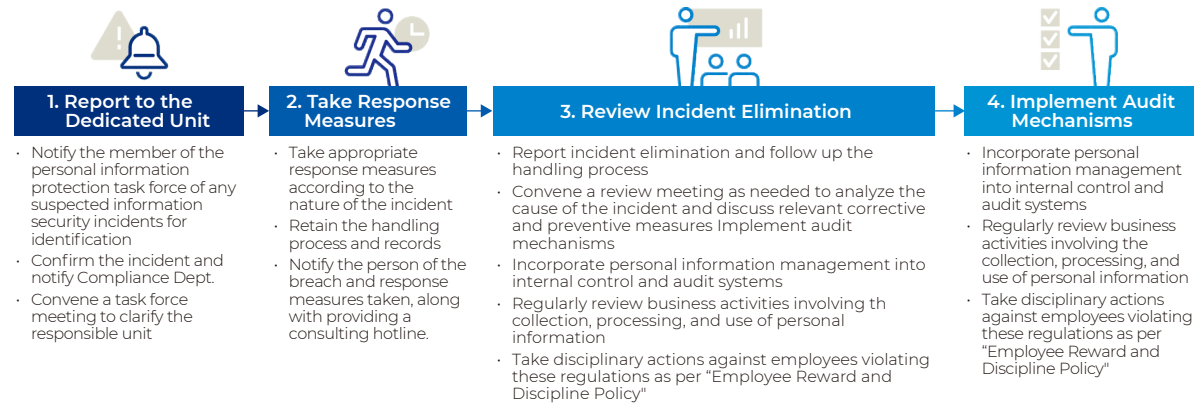 1. Report to the
Dedicated Unit
· Notify the member of the
personal information
protection task force of any
suspected information
security incidents for
identification
· Confirm the incident and
notify Compliance Dept.
· Convene a task force
meeting to clarify the
responsible unit
2. Take Response
Measures
· Take appropriate
response measures
according to the
nature of the incident
· Retain the handling
process and records
· Notify the person of the
breach and response
measures taken, along
with providing a
consulting hotline.
3. Review Incident Elimination
· Report incident elimination and follow up the
handling process
· Convene a review meeting as needed to analyze the
cause of the incident and discuss relevant corrective
and preventive measures Implement audit
mechanisms
· Incorporate personal information management into
internal control and audit systems
· Regularly review business activities involving th
collection, processing, and use of personal
information
· Take disciplinary actions against employees violating
these regulations as per “Employee Reward and
Discipline Policy"
4. Implement Audit
Mechanisms
· Incorporate personal
information management
into internal control and
audit systems
· Regularly review business
activities involving the
collection, processing, and
use of personal information
· Take disciplinary actions
against employees violating
these regulations as per
“Employee Reward and
Discipline Policy"